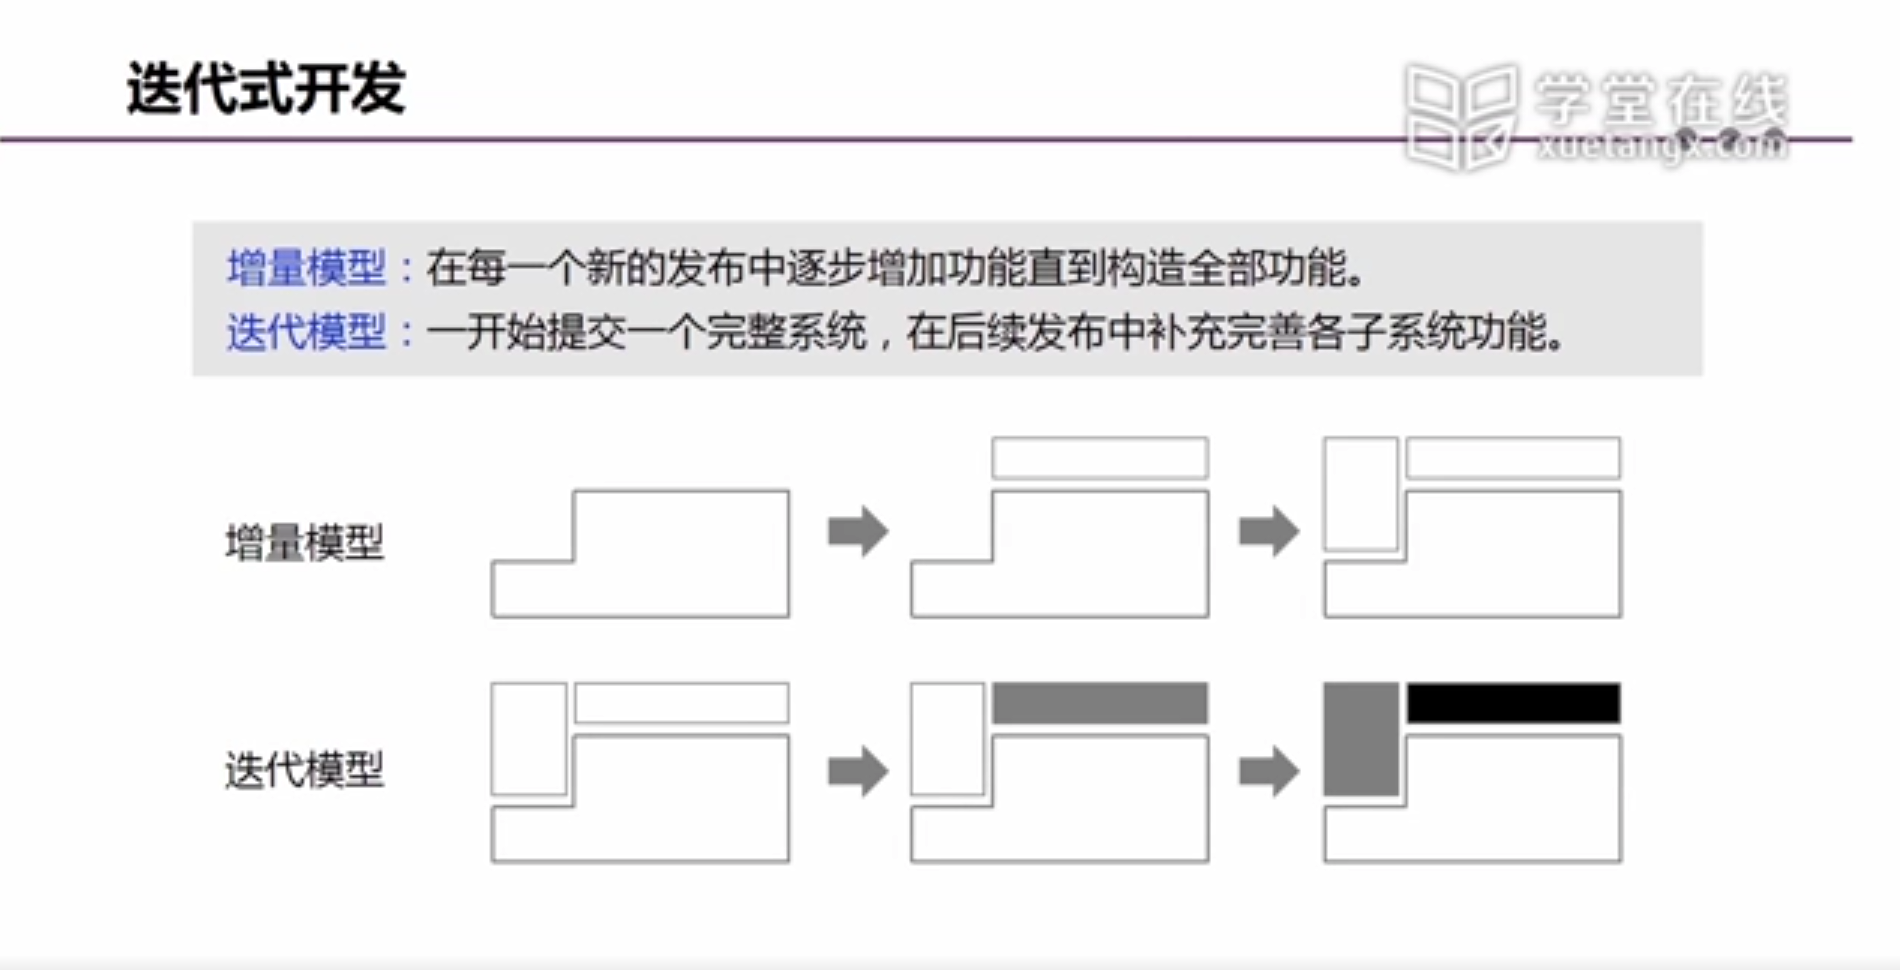 迭代式开发
学堂在线
xuetangx.com
增量模型：在每一个新的发布中逐步增加功能直到构造全部功能。
迭代模型：一开始提交一个完整系统，在后续发布中补充完善各子系统功能。
增量模型
迭代模型